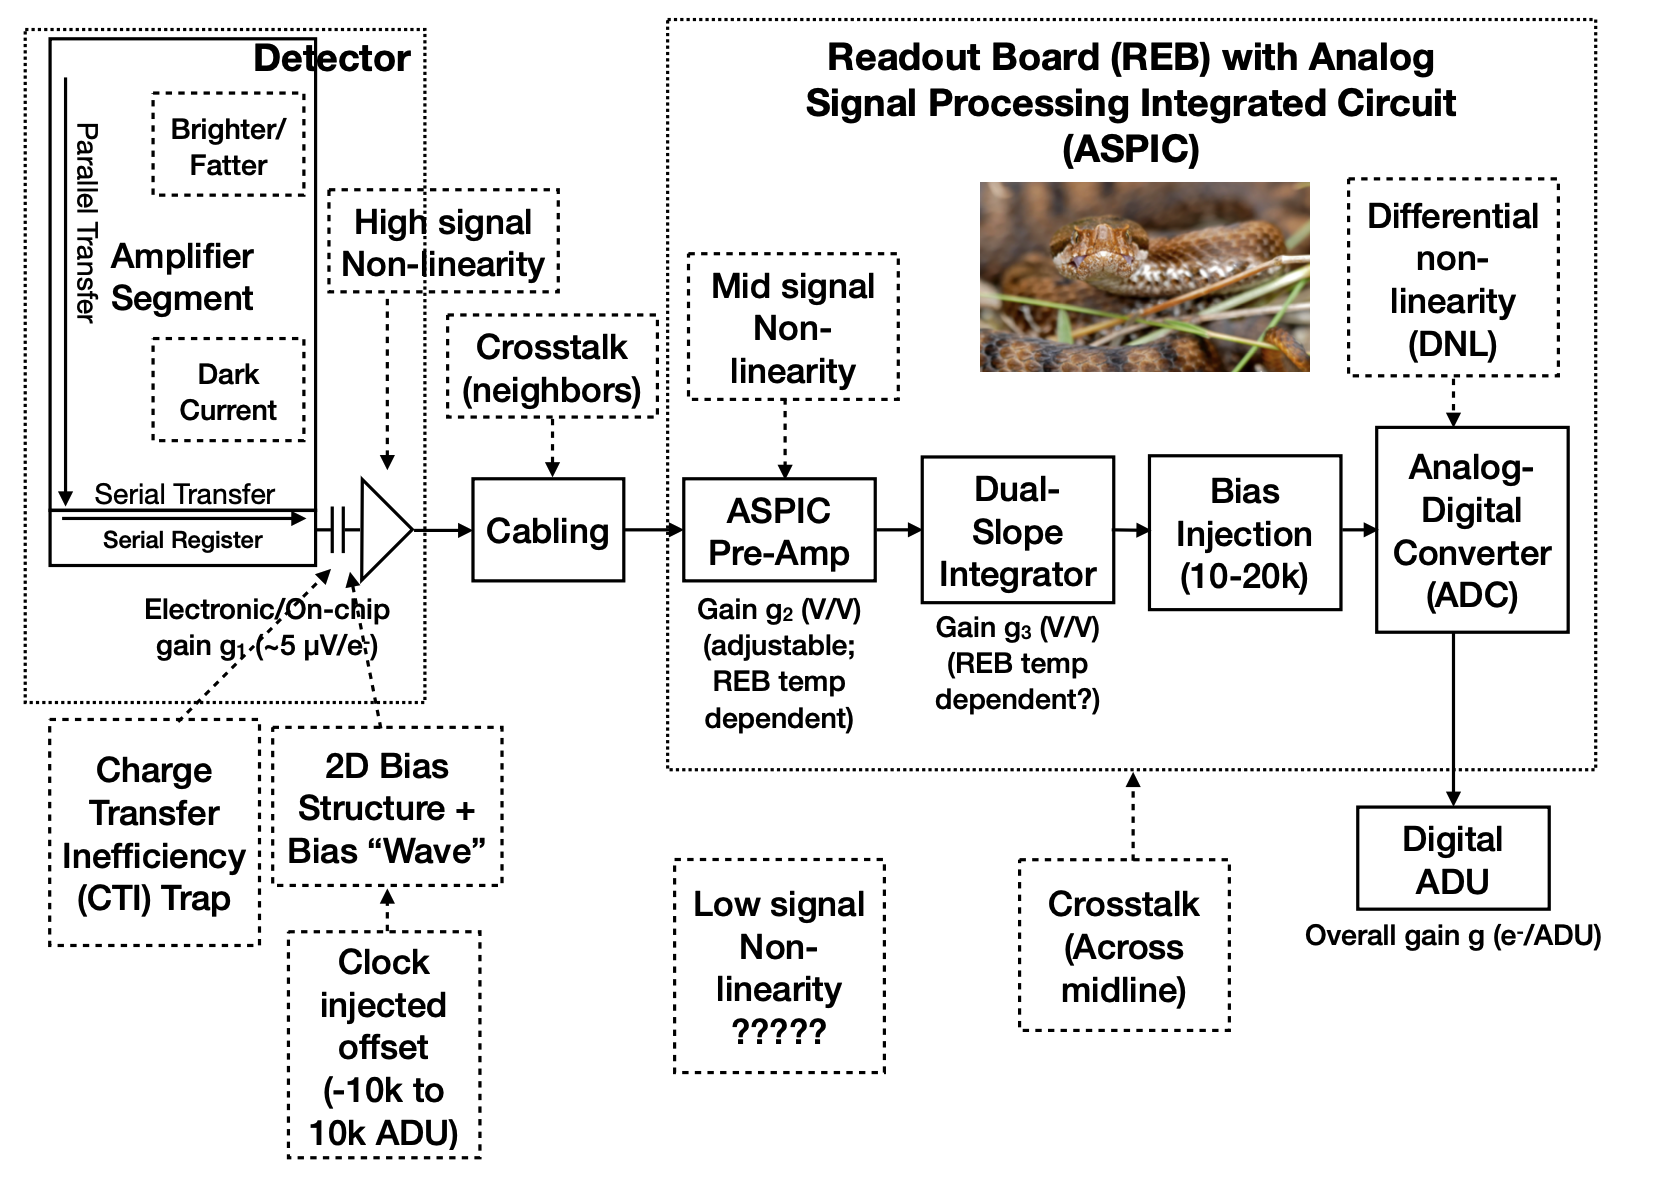 Detector
Parallel Transfer
Brighter/
Fatter
Amplifier
Segment
Dark
Current
Serial Transfer
Serial Register
Electronic/On-chip
gain g₁ (~5 µV/e⁻)
High signal
Non-linearity
Crosstalk
(neighbors)
Cabling
Charge
Transfer
Inefficiency
(CTI) Trap
2D Bias
Structure +
Bias “Wave”
Clock
injected
offset
(-10k to
10k ADU)
Readout Board (REB) with Analog
Signal Processing Integrated Circuit
(ASPIC)
Mid signal
Non-
linearity
ASPIC
Pre-Amp
Gain g₂ (V/V)
(adjustable;
REB temp
dependent)
Dual-
Slope
Integrator
Gain g₃ (V/V)
(REB temp
dependent?)
Bias
Injection
(10-20k)
Differential
non-
linearity
(DNL)
Analog-
Digital
Converter
(ADC)
Low signal
Non-
linearity
?????
Crosstalk
(Across
midline)
Digital
ADU
Overall gain g (e⁻/ADU)